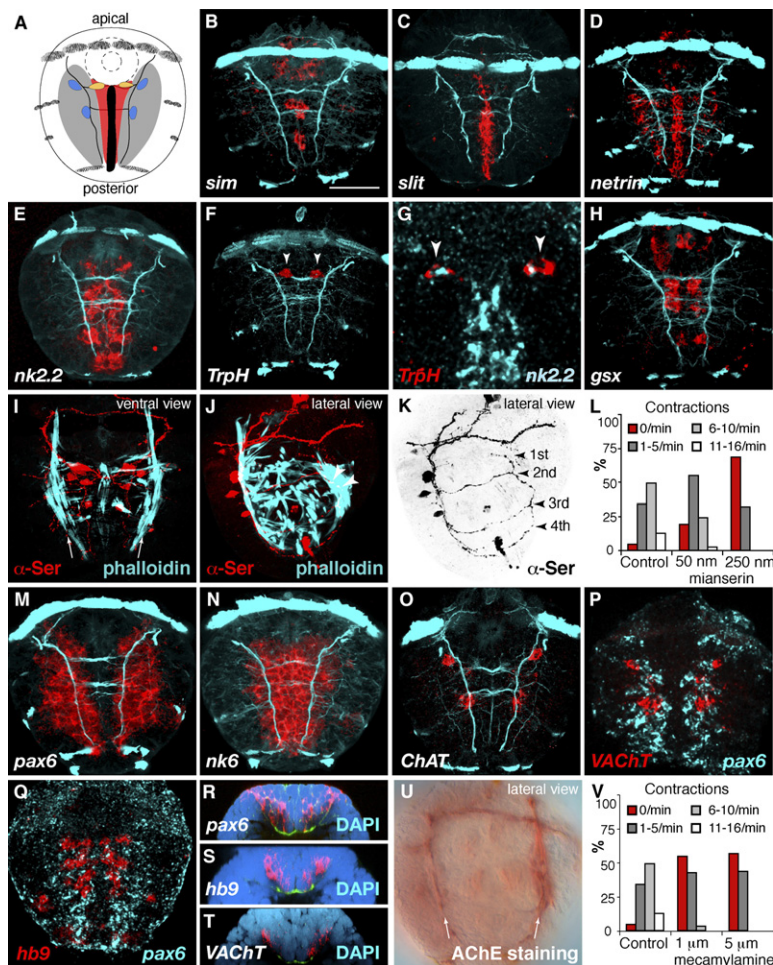 A
apical
posterior
B
sim
C
slit
D
netrin
E
nk2.2
F
TrpH
G
TrpH
nk2.2
H
gsx
I
ventral view
α-Ser
phalloidin
J
lateral view
α-Ser
phalloidin
K
lateral view
1st
2nd
3rd
4th
α-Ser
L
Contractions
0/min
6-10/min
1-5/min
11-16/min
%
100
75
50
25
0
Control
50 nm
250 nm
mianserin
M
pax6
N
nk6
O
ChAT
P
VAChT
pax6
Q
hb9
pax6
R
pax6
DAPI
S
hb9
DAPI
T
VAChT
DAPI
U
lateral view
AChE staining
V
Contractions
0/min
6-10/min
1-5/min
11-16/min
%
100
50
0
Control
1 μm
5 μm
mecamylamine